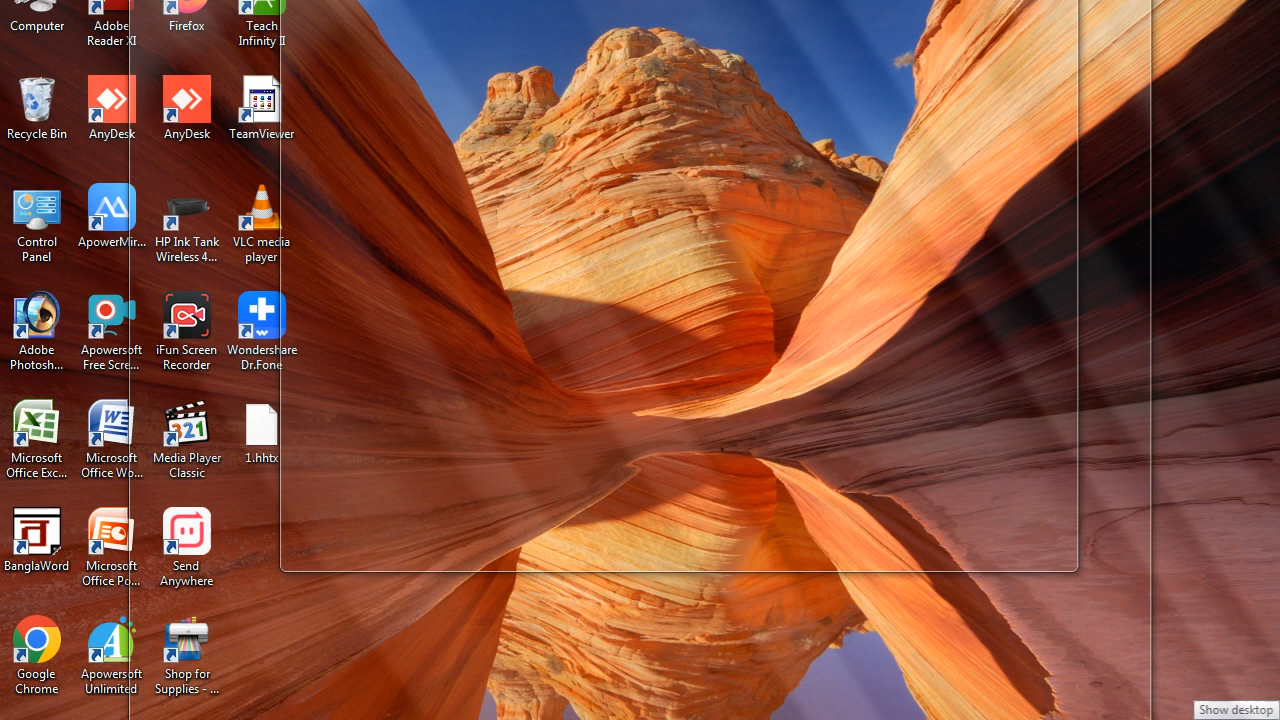 Computer
Adobe
Reader XI
Firefox
Teach
Infinity II
Recycle Bin
AnyDesk
AnyDesk
TeamViewer
Control
Panel
ApowerMir...
HP Ink Tank
Wireless 4...
VLC media
player
Adobe
Photosh...
Apowersoft
Free Scre...
iFun Screen
Recorder
Wondershare
Dr.Fone
Microsoft
Office Exc...
Microsoft
Office Wo...
321
Media Player
Classic
1.hhtx
BanglaWord
Microsoft
Office Po...
Send
Anywhere
Google
Chrome
Apowersoft
Unlimited
Shop for
Supplies - ...
Show desktop